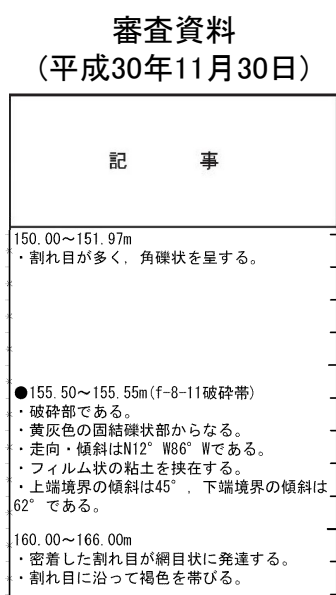 審査資料
(平成30年11月30日)
記 事
150.00～151.97m
・割れ目が多く，角礫状を呈する。
●155.50～155.55m(f-8-11破砕帯)
・破砕部である。
・黄灰色の固結礫状部からなる。
・走向・傾斜はN12°W86°Wである。
・フィルム状の粘土を挟在する。
・上端境界の傾斜は45°，下端境界の傾斜は
62°である。
160.00～166.00m
・密着した割れ目が網目状に発達する。
・割れ目に沿って褐色を帯びる。